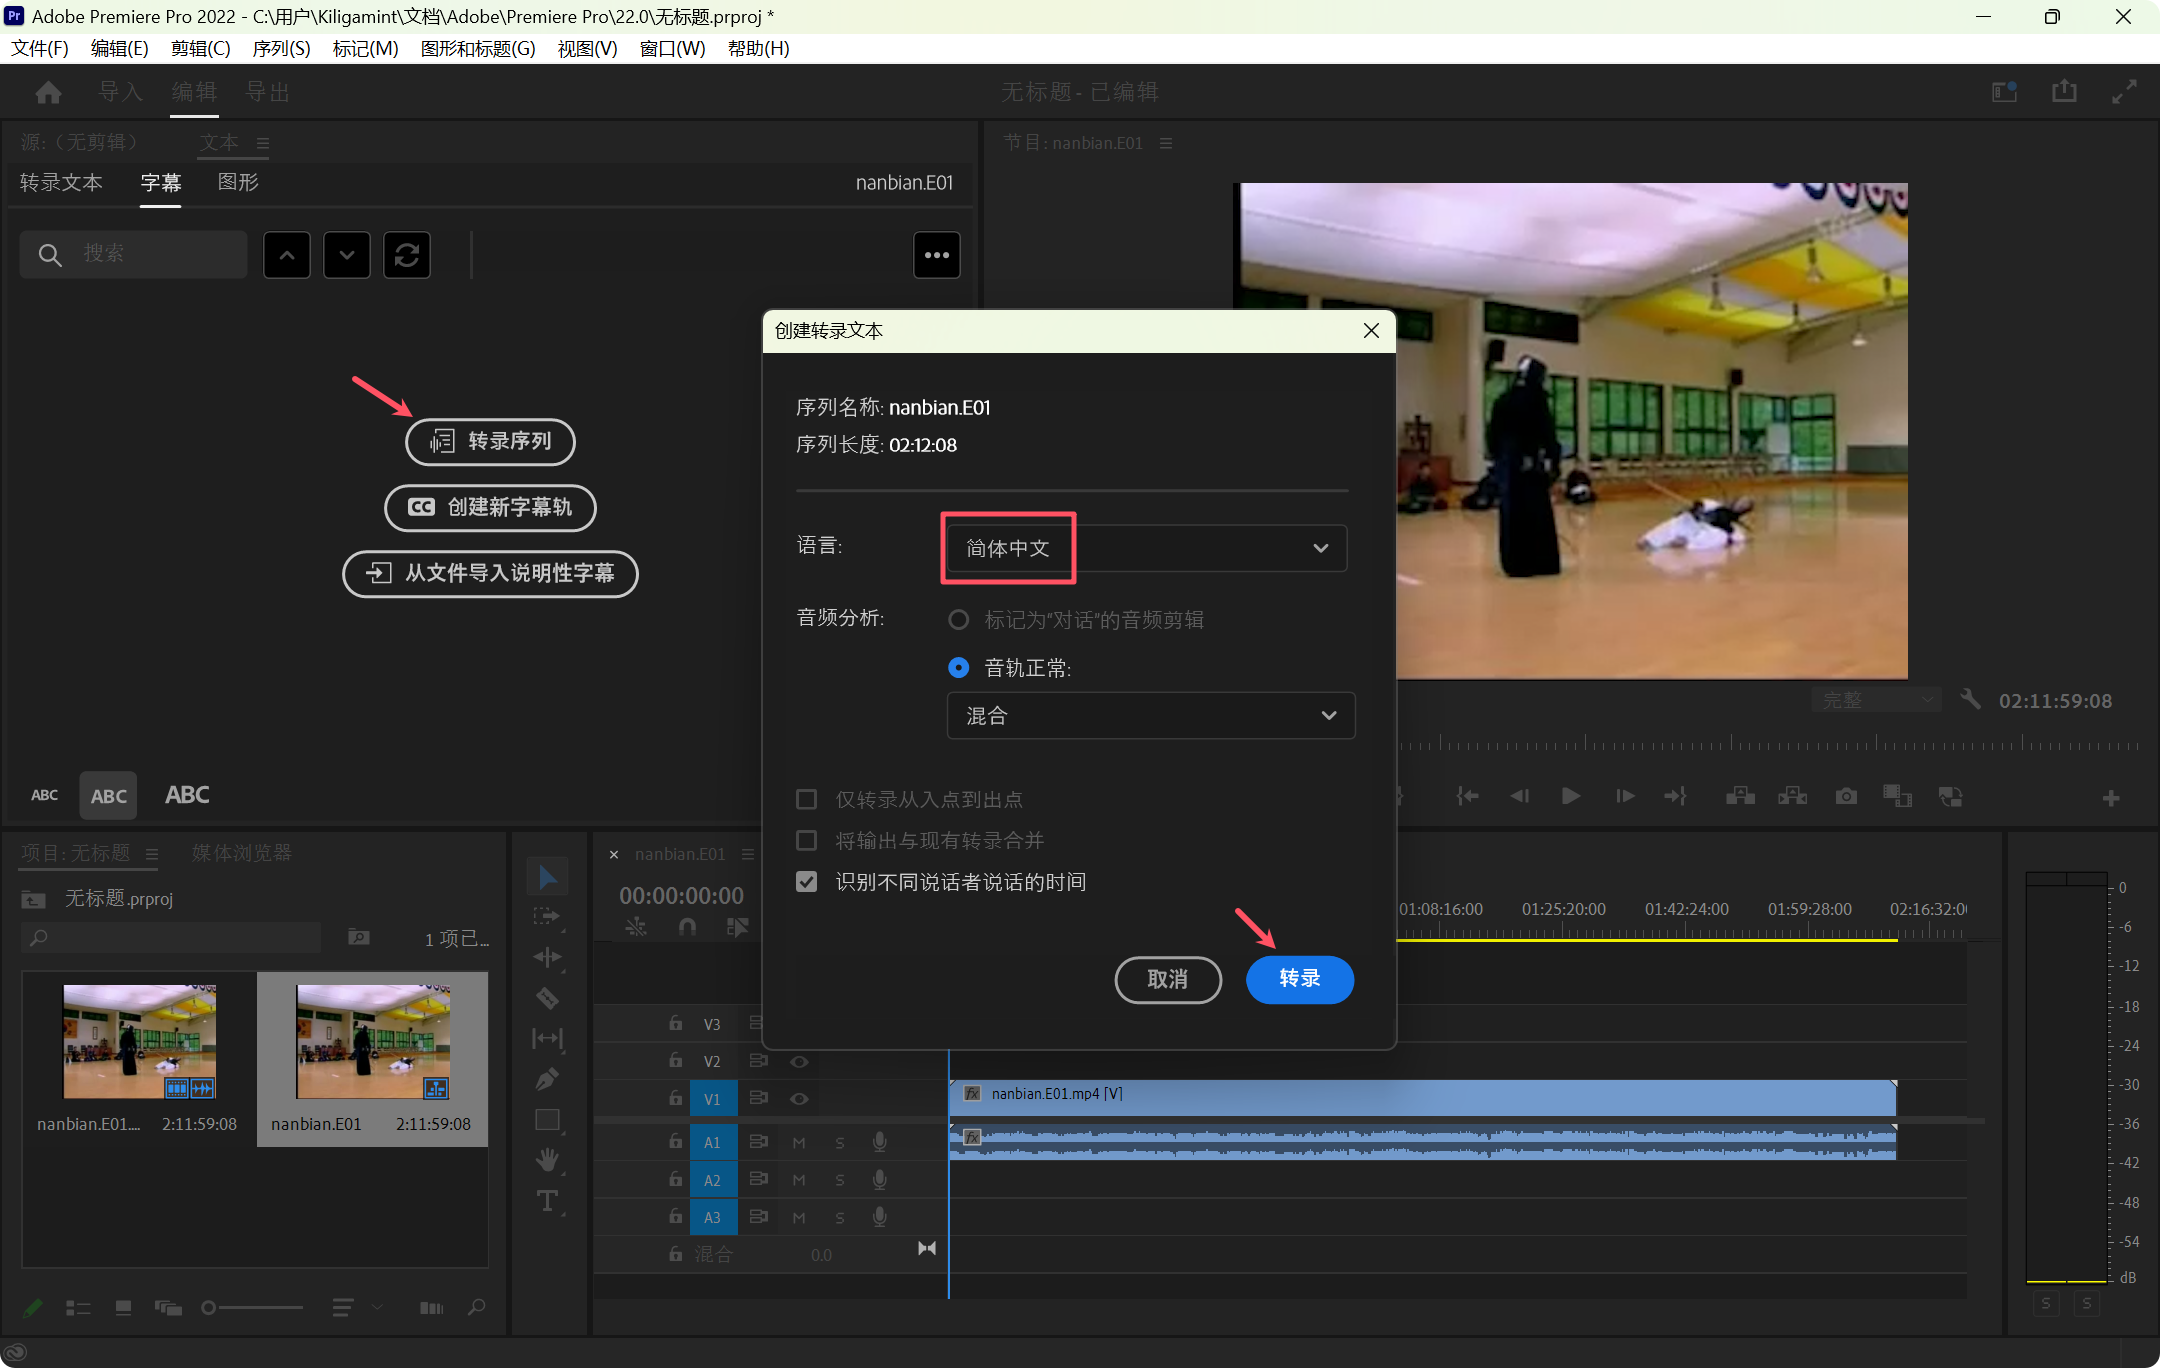 Adobe Premiere Pro 2022 - C:\用户\Kiligamint\文档\Adobe\Premiere Pro\22.0\无标题.prproj *
文件(F) 编辑(E) 剪辑(C) 序列(S) 标记(M) 图形和标题(G) 视图(V) 窗口(W) 帮助(H)
导入 编辑 导出
无标题 - 已编辑
源:（无剪辑） 文本
节目: nanbian.E01
转录文本 字幕 图形
nanbian.E01
搜索
转录序列
创建新字幕轨
从文件导入说明性字幕
ABC ABC ABC
创建转录文本
序列名称: nanbian.E01
序列长度: 02:12:08
语言: 简体中文
音频分析: 标记为“对话”的音频剪辑
音轨正常:
混合
仅转录从入点到出点
将输出与现有转录合并
识别不同说话者说话的时间
取消 转录
完整 02:11:59:08
项目: 无标题 媒体浏览器
无标题.prproj
1 项已...
nanbian.E01.... 2:11:59:08
nanbian.E01 2:11:59:08
nanbian.E01
00:00:00:00
01:08:16:00 01:25:20:00 01:42:24:00 01:59:28:00 02:16:32:0
V3
V2
V1
nanbian.E01.mp4 [V]
A1 M S
A2 M S
A3 M S
混合 0.0
fx
fx
0
-6
-12
-18
-24
-30
-36
-42
-48
-54
dB
S S